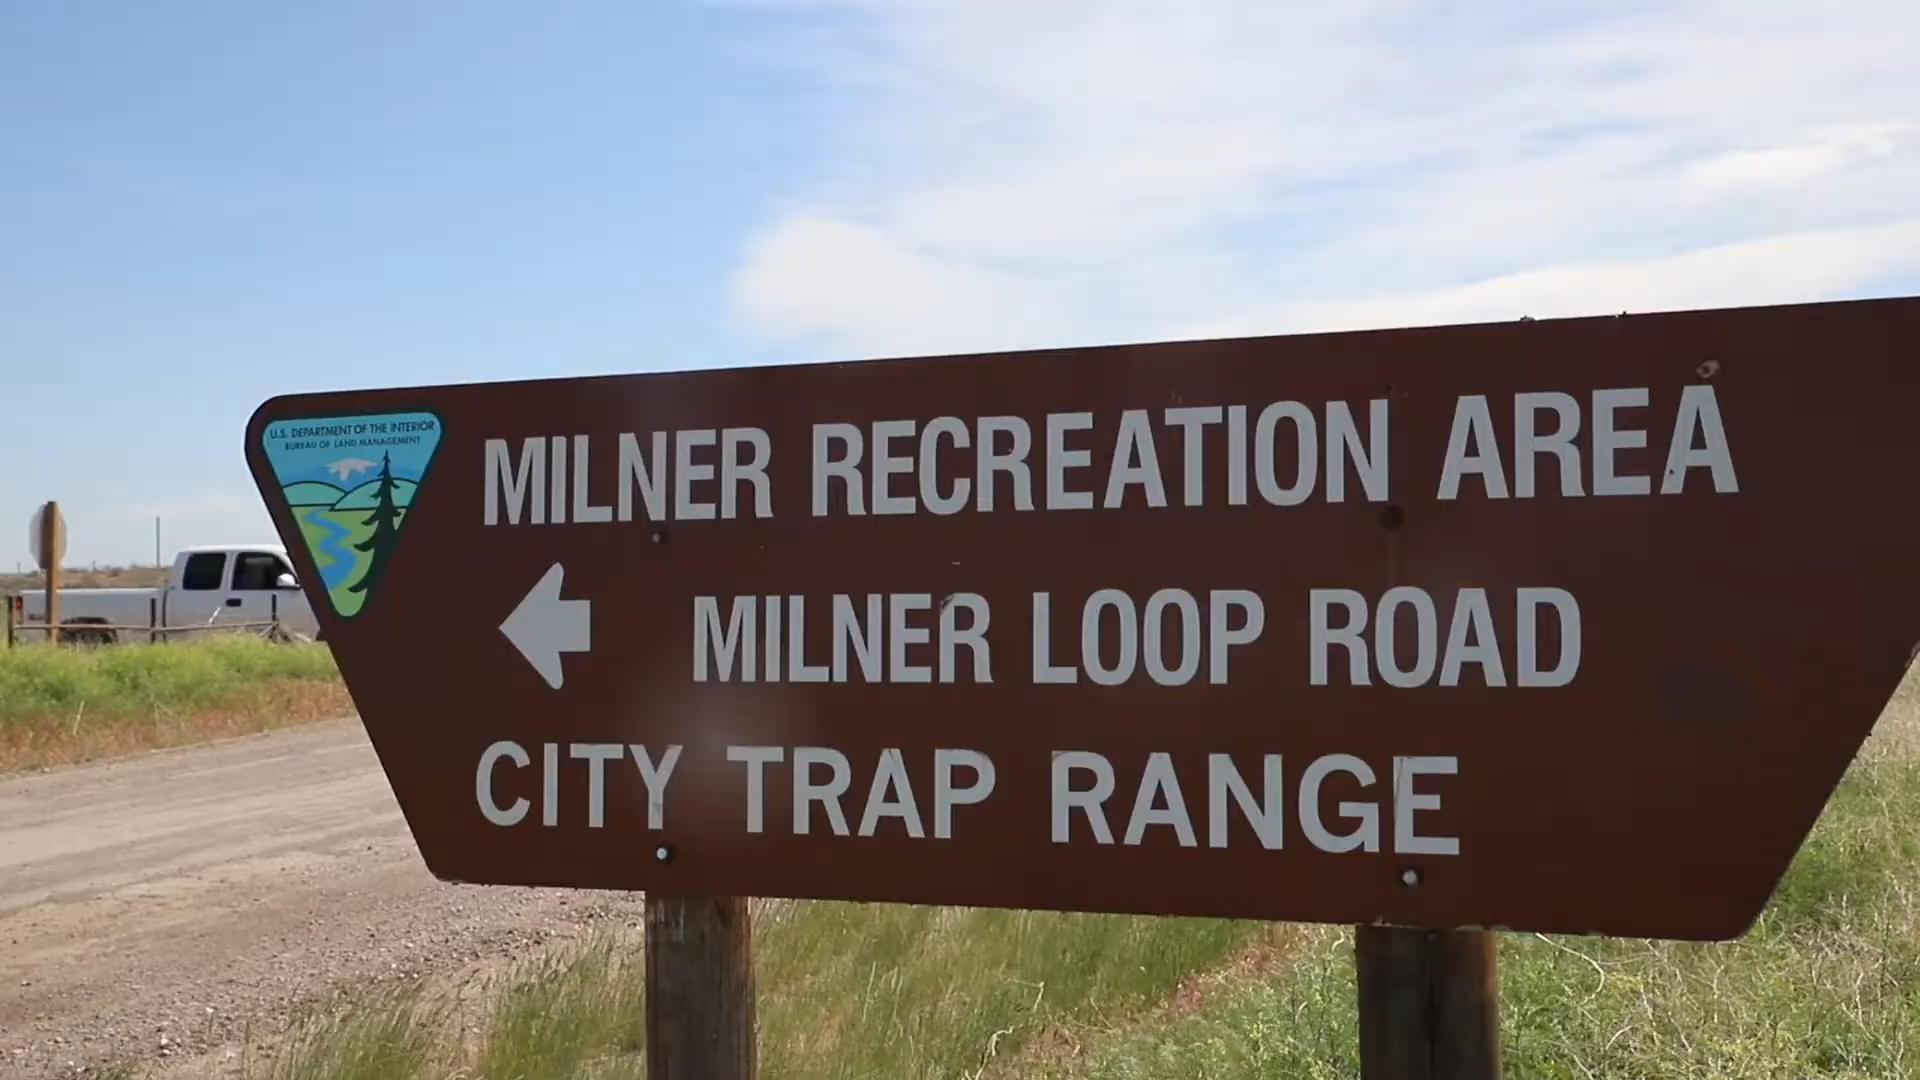 U.S. DEPARTMENT OF THE INTERIOR
BUREAU OF LAND MANAGEMENT
MILNER RECREATION AREA
MILNER LOOP ROAD
CITY TRAP RANGE